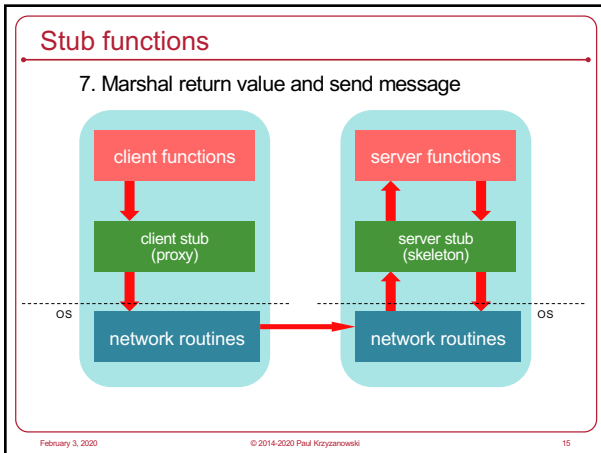 Stub functions
7. Marshal return value and send message
client functions
server functions
client stub
(proxy)
server stub
(skeleton)
OS
OS
network routines
network routines
February 3, 2020
© 2014-2020 Paul Krzyzanowski
15